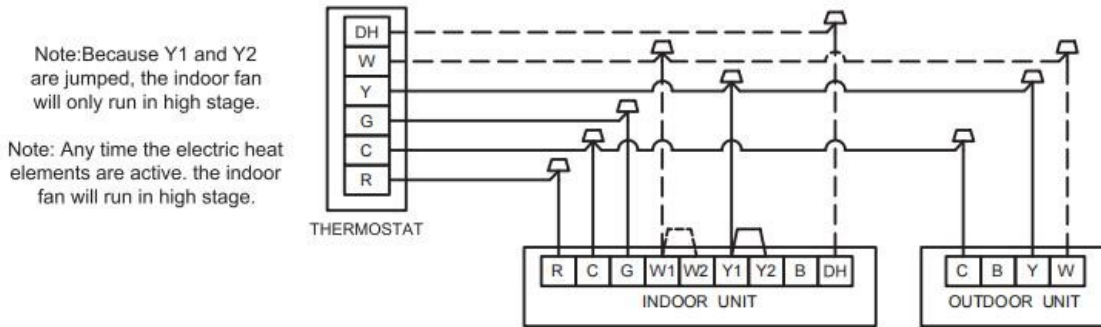 Note:Because Y1 and Y2
are jumped, the indoor fan
will only run in high stage.
Note: Any time the electric heat
elements are active. the indoor
fan will run in high stage.
DH
W
Y
G
C
R
THERMOSTAT
R C G W1 W2 Y1 Y2 B DH
INDOOR UNIT
C B Y W
OUTDOOR UNIT